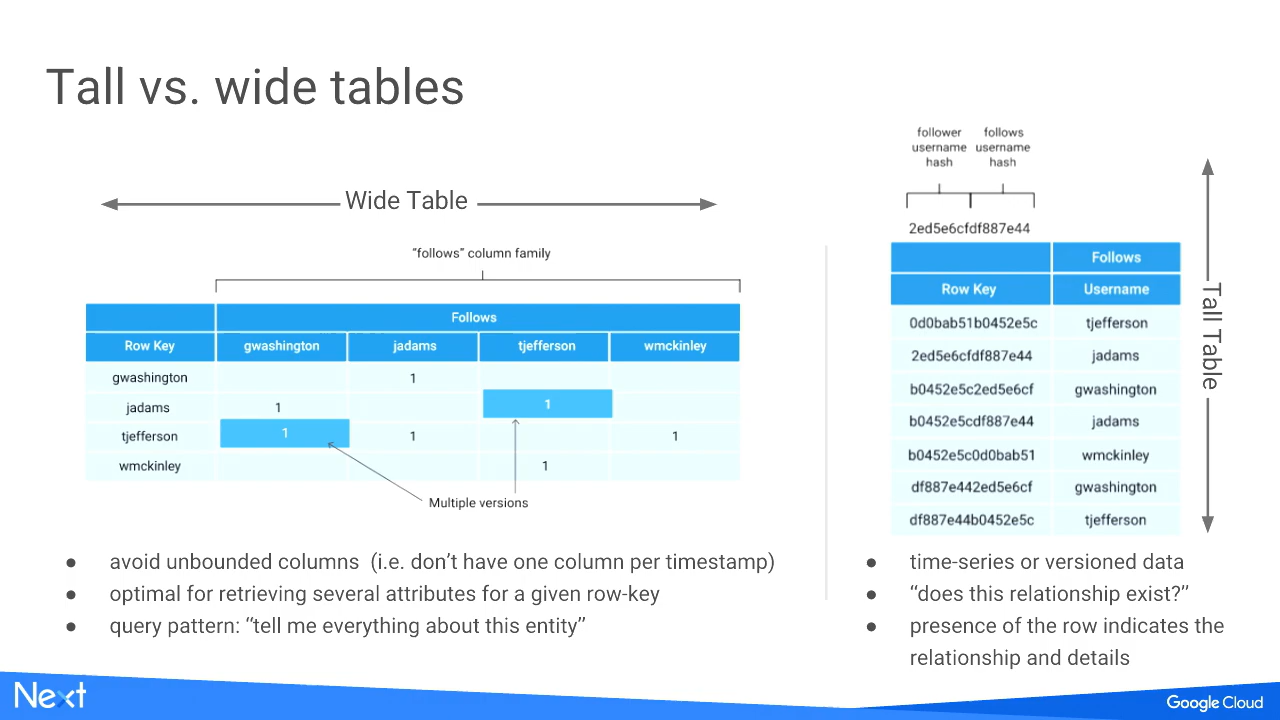 Tall vs. wide tables
Wide Table
“follows” column family
Follows
Row Key gwashington jadams tjefferson wmckinley
gwashington 1
jadams 1 1
tjefferson 1 1 1
wmckinley 1
Multiple versions
● avoid unbounded columns (i.e. don’t have one column per timestamp)
● optimal for retrieving several attributes for a given row-key
● query pattern: “tell me everything about this entity”
follower username hash
follows username hash
2ed5e6cfdf887e44
Follows
Row Key Username
0d0bab51b0452e5c tjefferson
2ed5e6cfdf887e44 jadams
b0452e5c2ed5e6cf gwashington
b0452e5cdf887e44 jadams
b0452e5c0d0bab51 wmckinley
df887e442ed5e6cf gwashington
df887e44b0452e5c tjefferson
Tall Table
● time-series or versioned data
● “does this relationship exist?”
● presence of the row indicates the
relationship and details
Next
Google Cloud